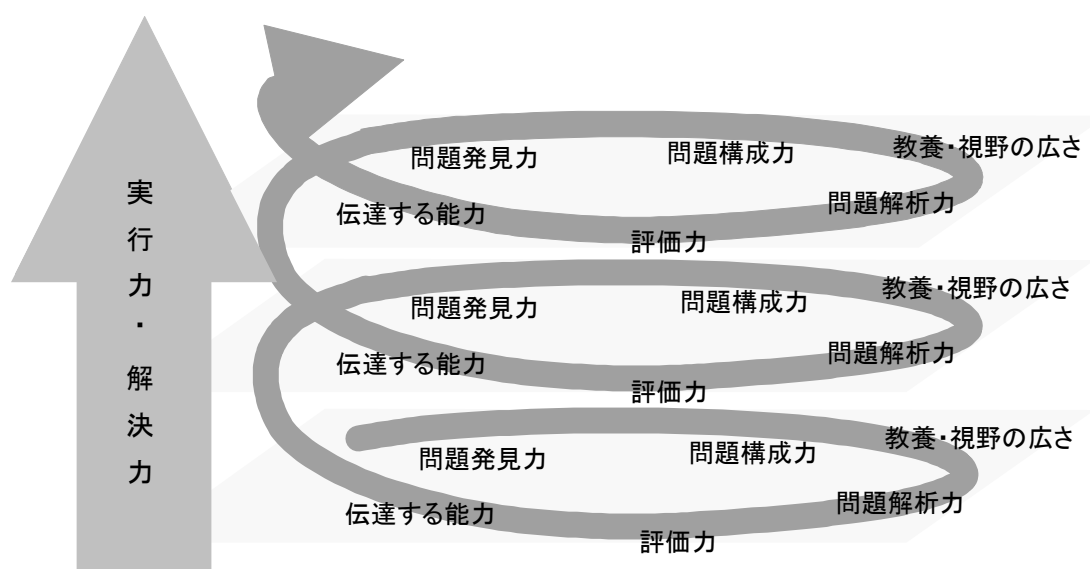 実行力・解決力
問題発見力
問題構成力
教養・視野の広さ
問題解析力
評価力
伝達する能力
問題発見力
問題構成力
教養・視野の広さ
問題解析力
評価力
伝達する能力
問題発見力
問題構成力
教養・視野の広さ
問題解析力
評価力
伝達する能力